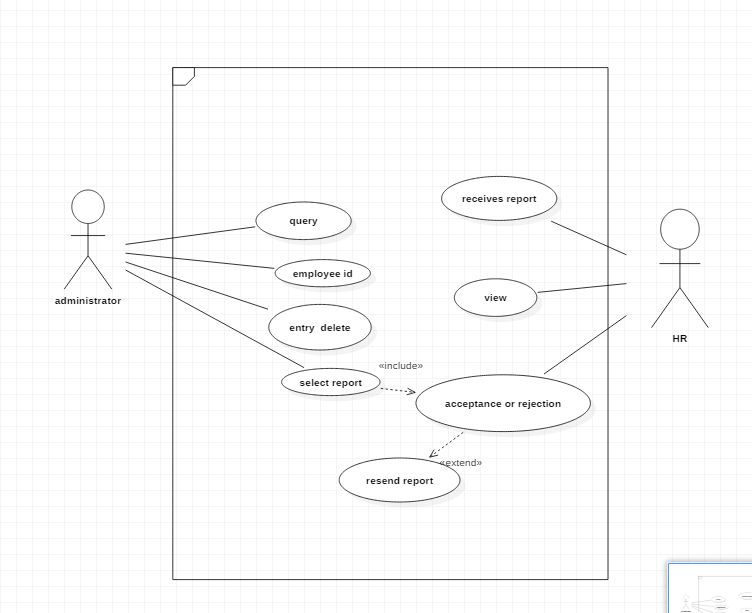 receives report
query
employee id
view
administrator
entry  delete
HR
«include»
select report
acceptance or rejection
«extend»
resend report